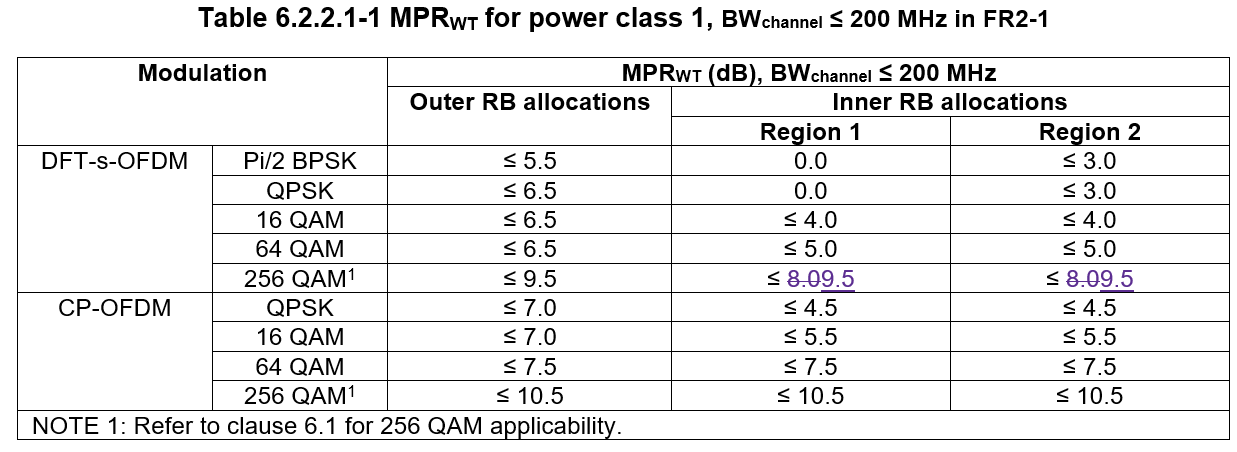 Table 6.2.2.1-1 MPRWT for power class 1, BWchannel ≤ 200 MHz in FR2-1
Modulation MPRWT (dB), BWchannel ≤ 200 MHz
Outer RB allocations Inner RB allocations
Region 1 Region 2
DFT-s-OFDM Pi/2 BPSK ≤ 5.5 0.0 ≤ 3.0
QPSK ≤ 6.5 0.0 ≤ 3.0
16 QAM ≤ 6.5 ≤ 4.0 ≤ 4.0
64 QAM ≤ 6.5 ≤ 5.0 ≤ 5.0
256 QAM1 ≤ 9.5 ≤ 8.09.5 ≤ 8.09.5
CP-OFDM QPSK ≤ 7.0 ≤ 4.5 ≤ 4.5
16 QAM ≤ 7.0 ≤ 5.5 ≤ 5.5
64 QAM ≤ 7.5 ≤ 7.5 ≤ 7.5
256 QAM1 ≤ 10.5 ≤ 10.5 ≤ 10.5
NOTE 1: Refer to clause 6.1 for 256 QAM applicability.